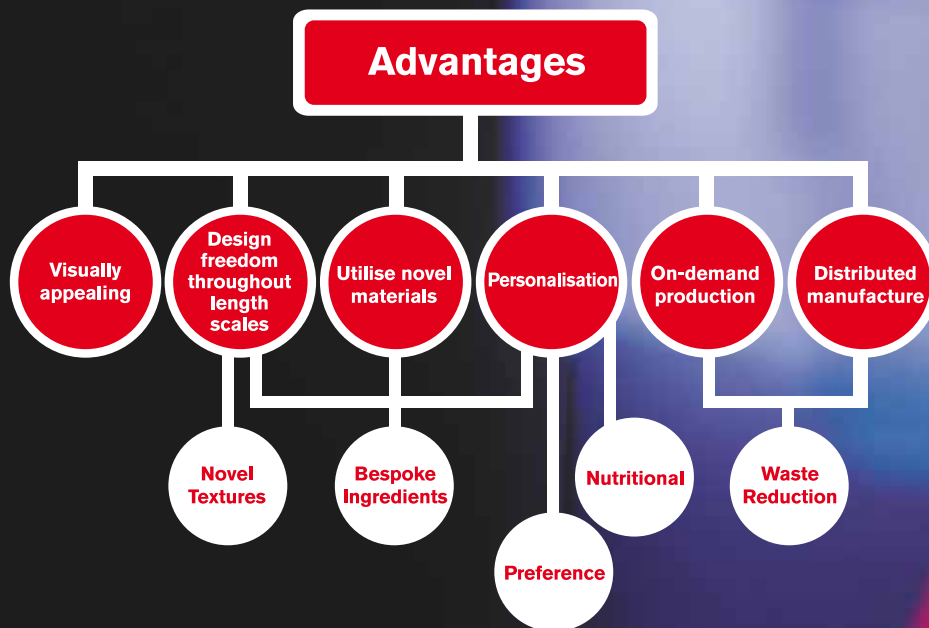 Advantages
Visually
appealing
Design
freedom
throughout
length
scales
Utilise novel
materials
Personalisation
On-demand
production
Distributed
manufacture
Novel
Textures
Bespoke
Ingredients
Nutritional
Waste
Reduction
Preference